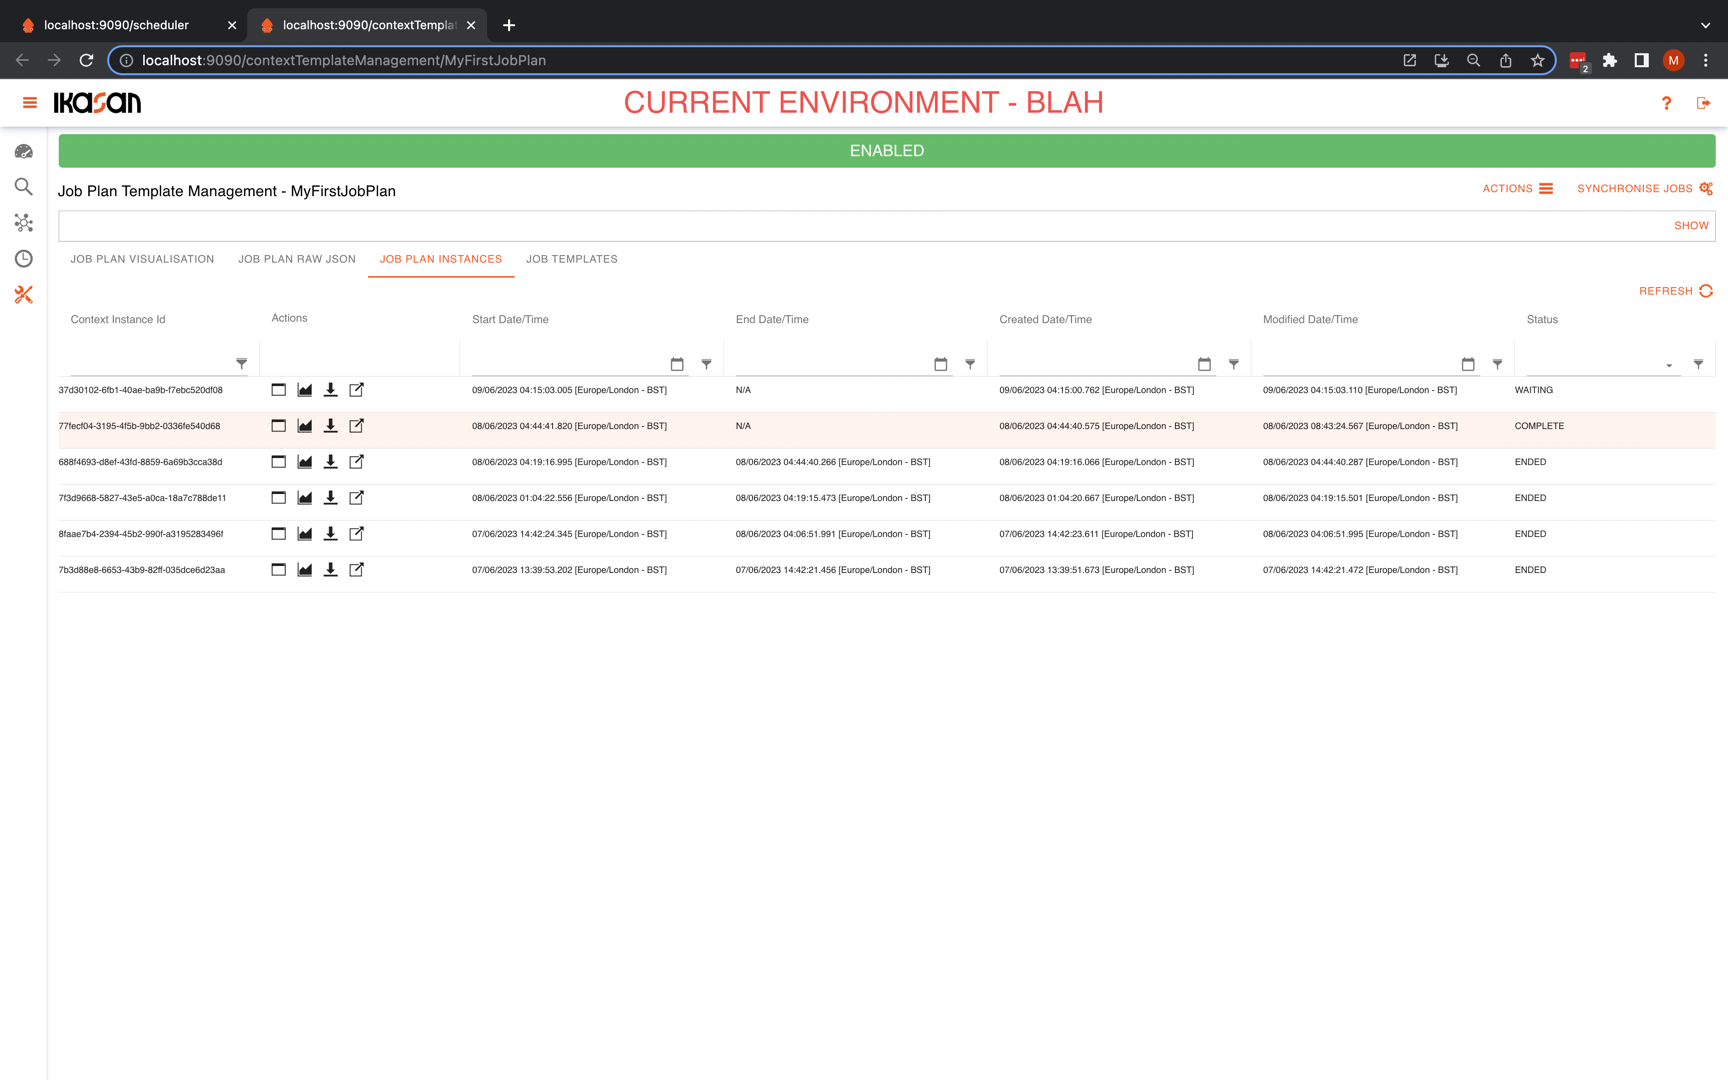 localhost:9090/scheduler
localhost:9090/contextTempla
localhost:9090/contextTemplateManagement/MyFirstJobPlan
2
M
IKASAN
CURRENT ENVIRONMENT - BLAH
?
ENABLED
Job Plan Template Management - MyFirstJobPlan
ACTIONS
SYNCHRONISE JOBS
SHOW
JOB PLAN VISUALISATION JOB PLAN RAW JSON JOB PLAN INSTANCES JOB TEMPLATES
REFRESH
Context Instance Id Actions Start Date/Time End Date/Time Created Date/Time Modified Date/Time Status
37d30102-6fb1-40ae-ba9b-f7ebc520df08 09/06/2023 04:15:03.005 [Europe/London - BST] N/A 09/06/2023 04:15:00.762 [Europe/London - BST] 09/06/2023 04:15:03.110 [Europe/London - BST] WAITING
77fecf04-3195-4f5b-9bb2-0336fe540d68 08/06/2023 04:44:41.820 [Europe/London - BST] N/A 08/06/2023 04:44:40.575 [Europe/London - BST] 08/06/2023 08:43:24.567 [Europe/London - BST] COMPLETE
688f4693-d8ef-43fd-8859-6a69b3cca38d 08/06/2023 04:19:16.995 [Europe/London - BST] 08/06/2023 04:44:40.266 [Europe/London - BST] 08/06/2023 04:19:16.066 [Europe/London - BST] 08/06/2023 04:44:40.287 [Europe/London - BST] ENDED
7f3d9668-5827-43e5-a0ca-18a7c788de11 08/06/2023 01:04:22.556 [Europe/London - BST] 08/06/2023 04:19:15.473 [Europe/London - BST] 08/06/2023 01:04:20.667 [Europe/London - BST] 08/06/2023 04:19:15.501 [Europe/London - BST] ENDED
8faae7b4-2394-45b2-990f-a3195283496f 07/06/2023 14:42:24.345 [Europe/London - BST] 08/06/2023 04:06:51.991 [Europe/London - BST] 07/06/2023 14:42:23.611 [Europe/London - BST] 08/06/2023 04:06:51.995 [Europe/London - BST] ENDED
7b3d88e8-6653-43b9-82ff-035dce6d23aa 07/06/2023 13:39:53.202 [Europe/London - BST] 07/06/2023 14:42:21.456 [Europe/London - BST] 07/06/2023 13:39:51.673 [Europe/London - BST] 07/06/2023 14:42:21.472 [Europe/London - BST] ENDED